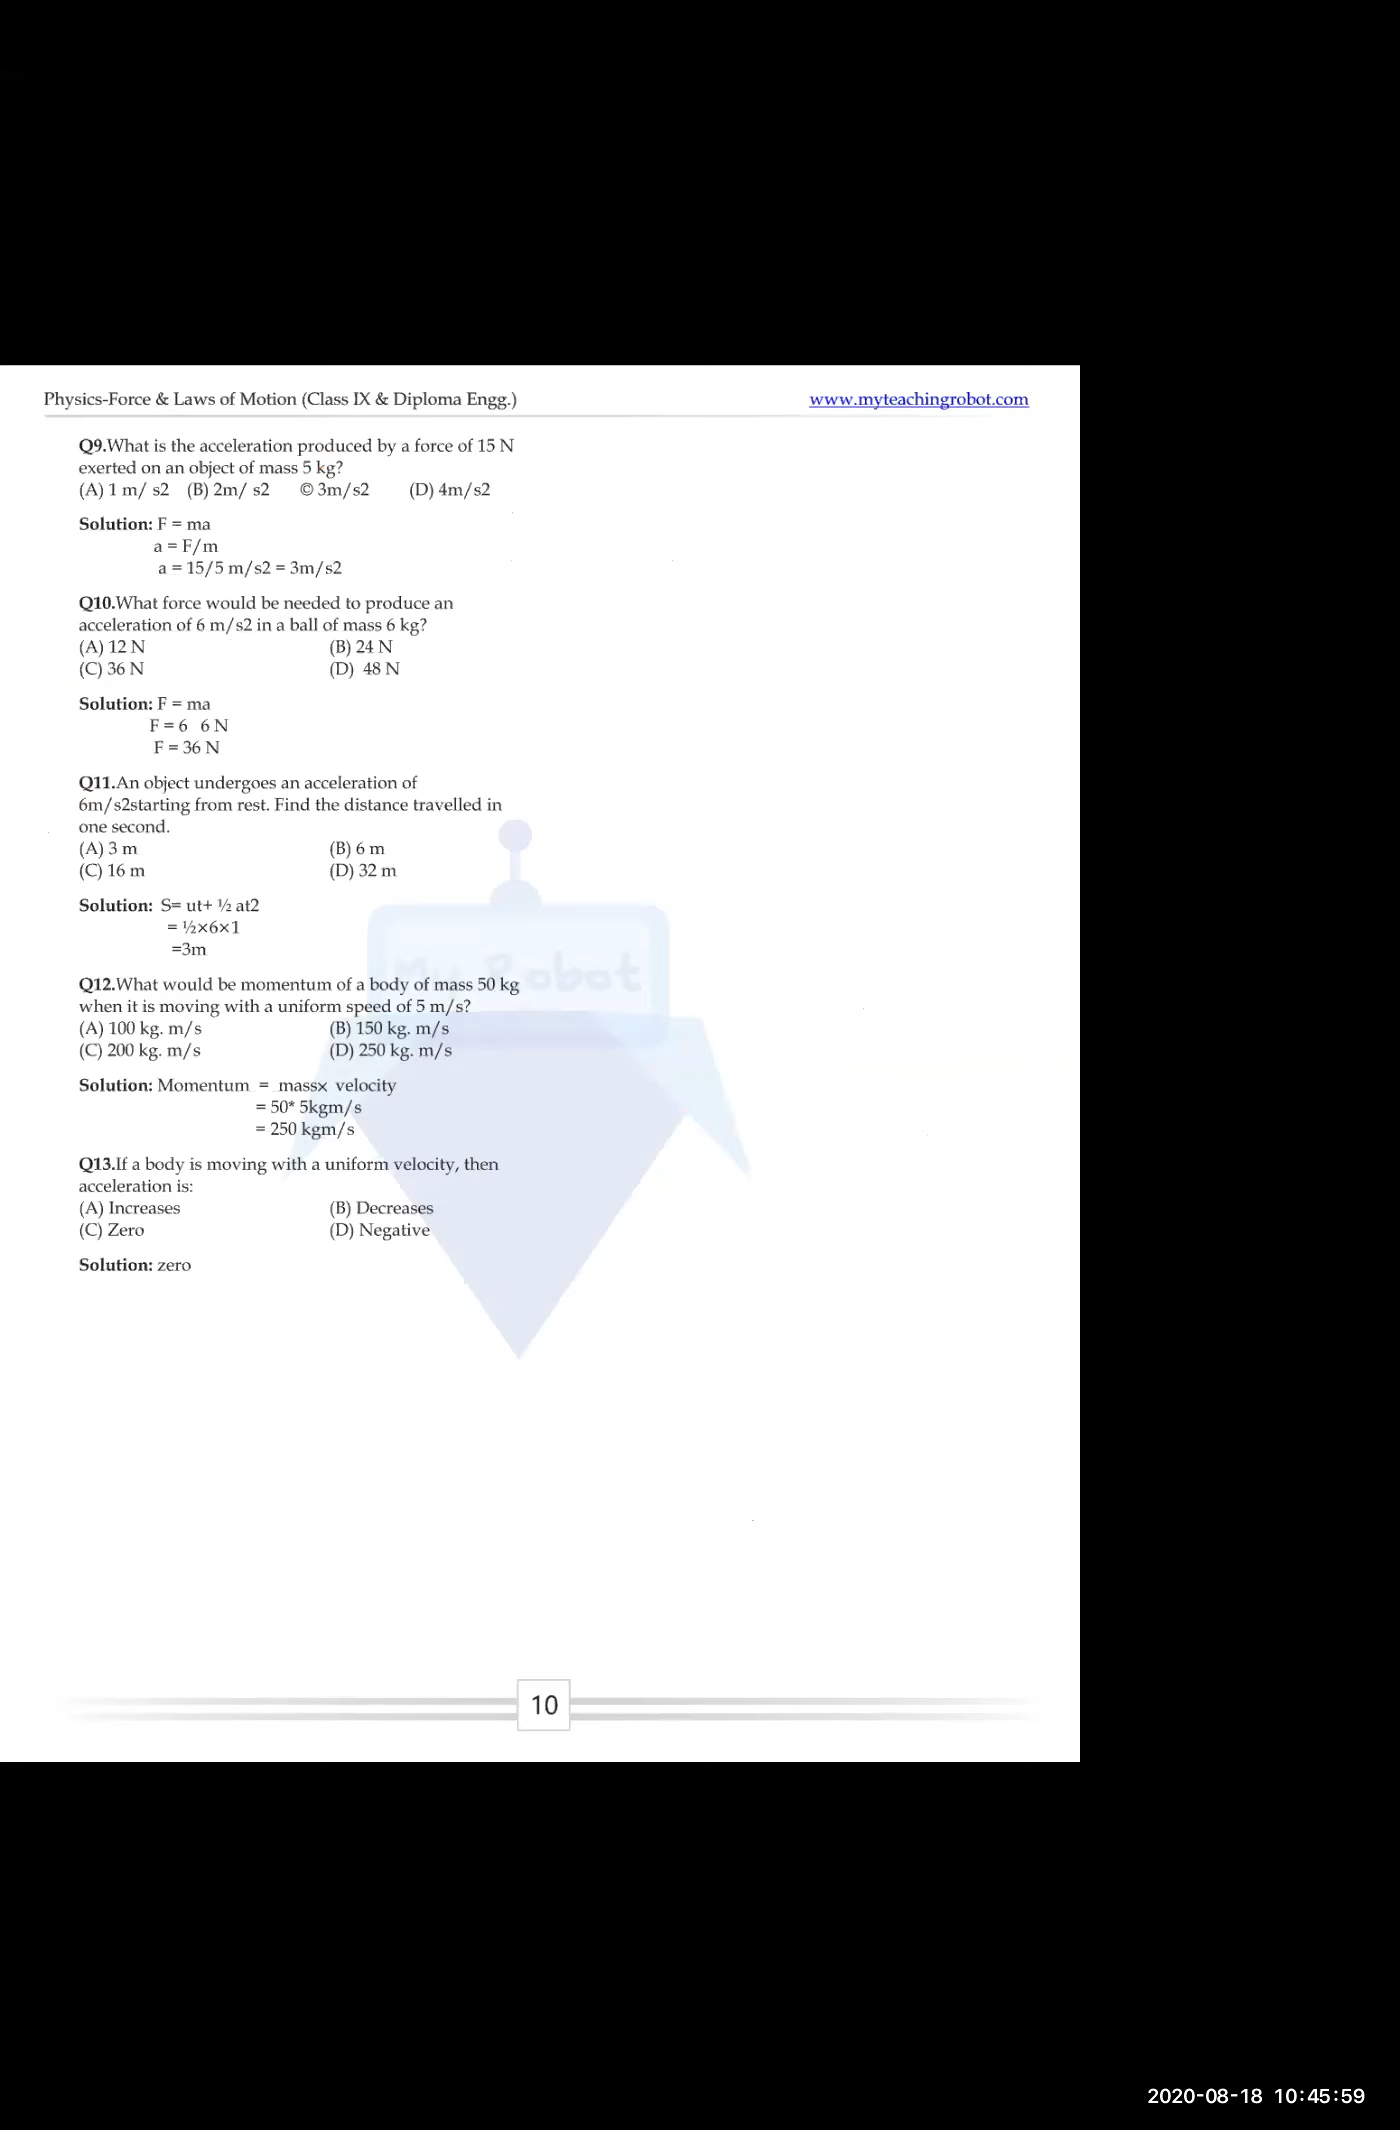 Physics-Force & Laws of Motion (Class IX & Diploma Engg.) www.myteachingrobot.com
Q9.What is the acceleration produced by a force of 15 N
exerted on an object of mass 5 kg?
(A) 1 m/ s2 (B) 2m/ s2 © 3m/s2 (D) 4m/s2
Solution: F = ma
a = F/m
a = 15/5 m/s2 = 3m/s2
Q10.What force would be needed to produce an
acceleration of 6 m/s2 in a ball of mass 6 kg?
(A) 12 N (B) 24 N
(C) 36 N (D) 48 N
Solution: F = ma
F = 6 6 N
F = 36 N
Q11.An object undergoes an acceleration of
6m/s2starting from rest. Find the distance travelled in
one second.
(A) 3 m (B) 6 m
(C) 16 m (D) 32 m
Solution: S= ut+ ½ at2
= ½×6×1
=3m
My Robot
Q12.What would be momentum of a body of mass 50 kg
when it is moving with a uniform speed of 5 m/s?
(A) 100 kg. m/s (B) 150 kg. m/s
(C) 200 kg. m/s (D) 250 kg. m/s
Solution: Momentum = mass× velocity
= 50* 5kgm/s
= 250 kgm/s
Q13.If a body is moving with a uniform velocity, then
acceleration is:
(A) Increases (B) Decreases
(C) Zero (D) Negative
Solution: zero
10
2020-08-18 10:45:59